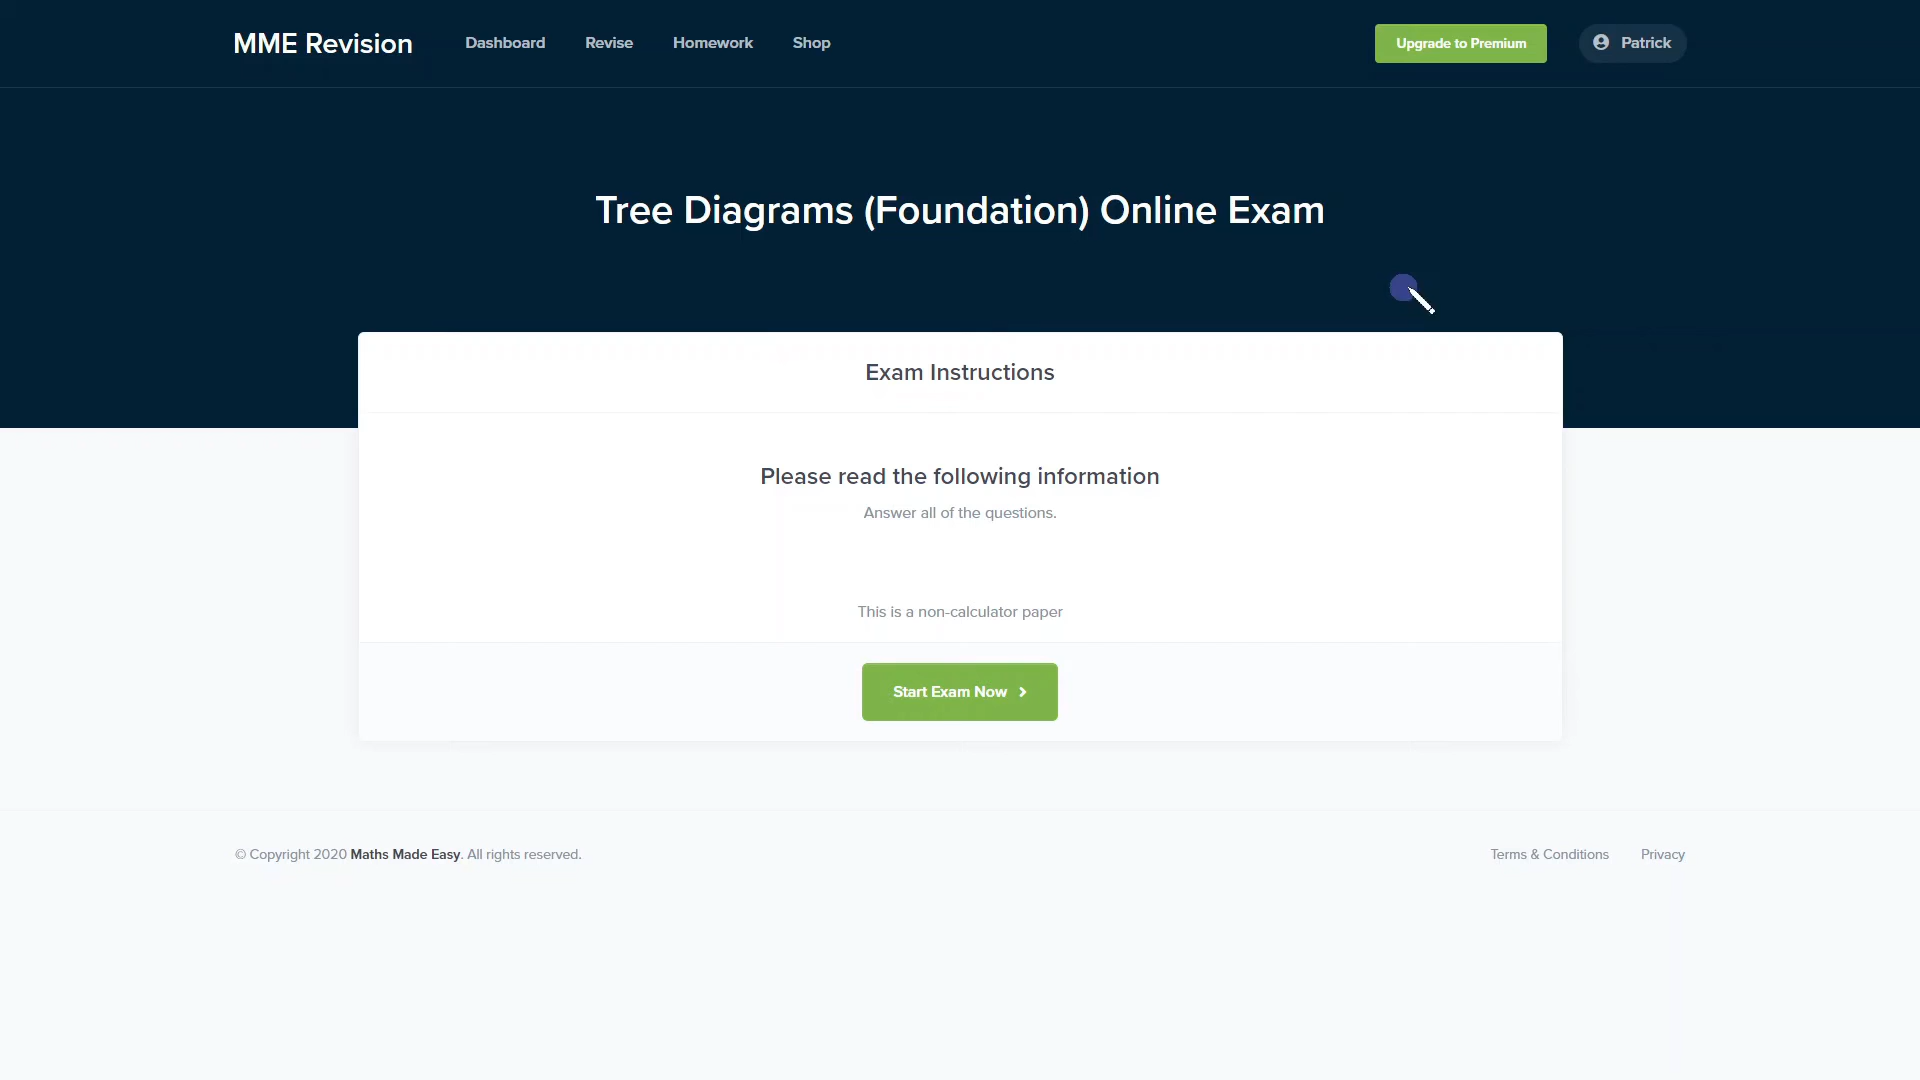 MME Revision
Dashboard
Revise
Homework
Shop
Upgrade to Premium
Patrick
Tree Diagrams (Foundation) Online Exam
Exam Instructions
Please read the following information
Answer all of the questions.
This is a non-calculator paper
Start Exam Now
© Copyright 2020 Maths Made Easy. All rights reserved.
Terms & Conditions
Privacy